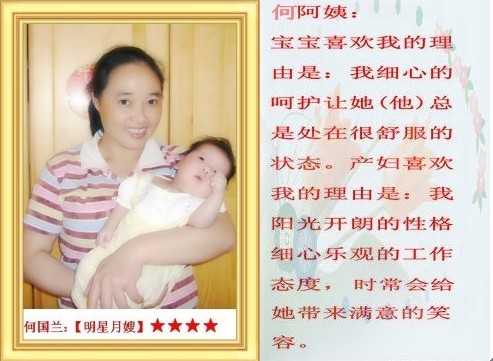 何国兰:【明星月嫂】★★★★
何阿姨:
宝宝喜欢我的理
由是：我细心的
呵护让她(他)总
是处在很舒服的
状态。产妇喜欢
我的理由是：我
阳光开朗的性格
细心乐观的工作
态度，时常会给
她带来满意的笑
容。